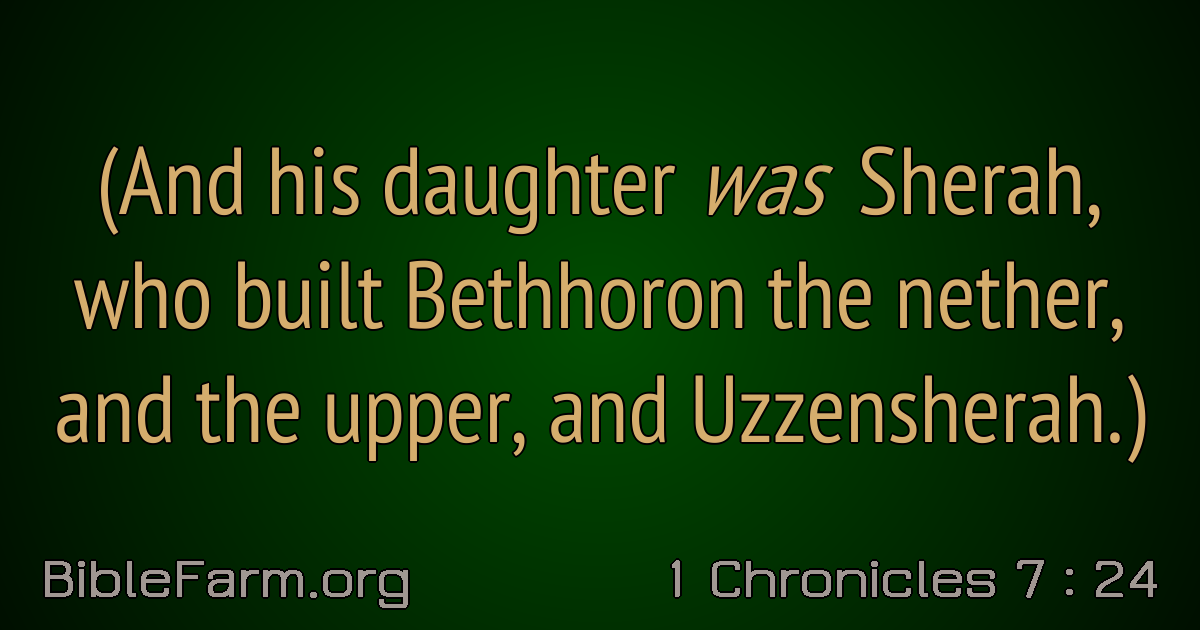 (And his daughter was Sherah,
who built Bethhoron the nether,
and the upper, and Uzzensherah.)
BibleFarm.org
1 Chronicles 7 : 24